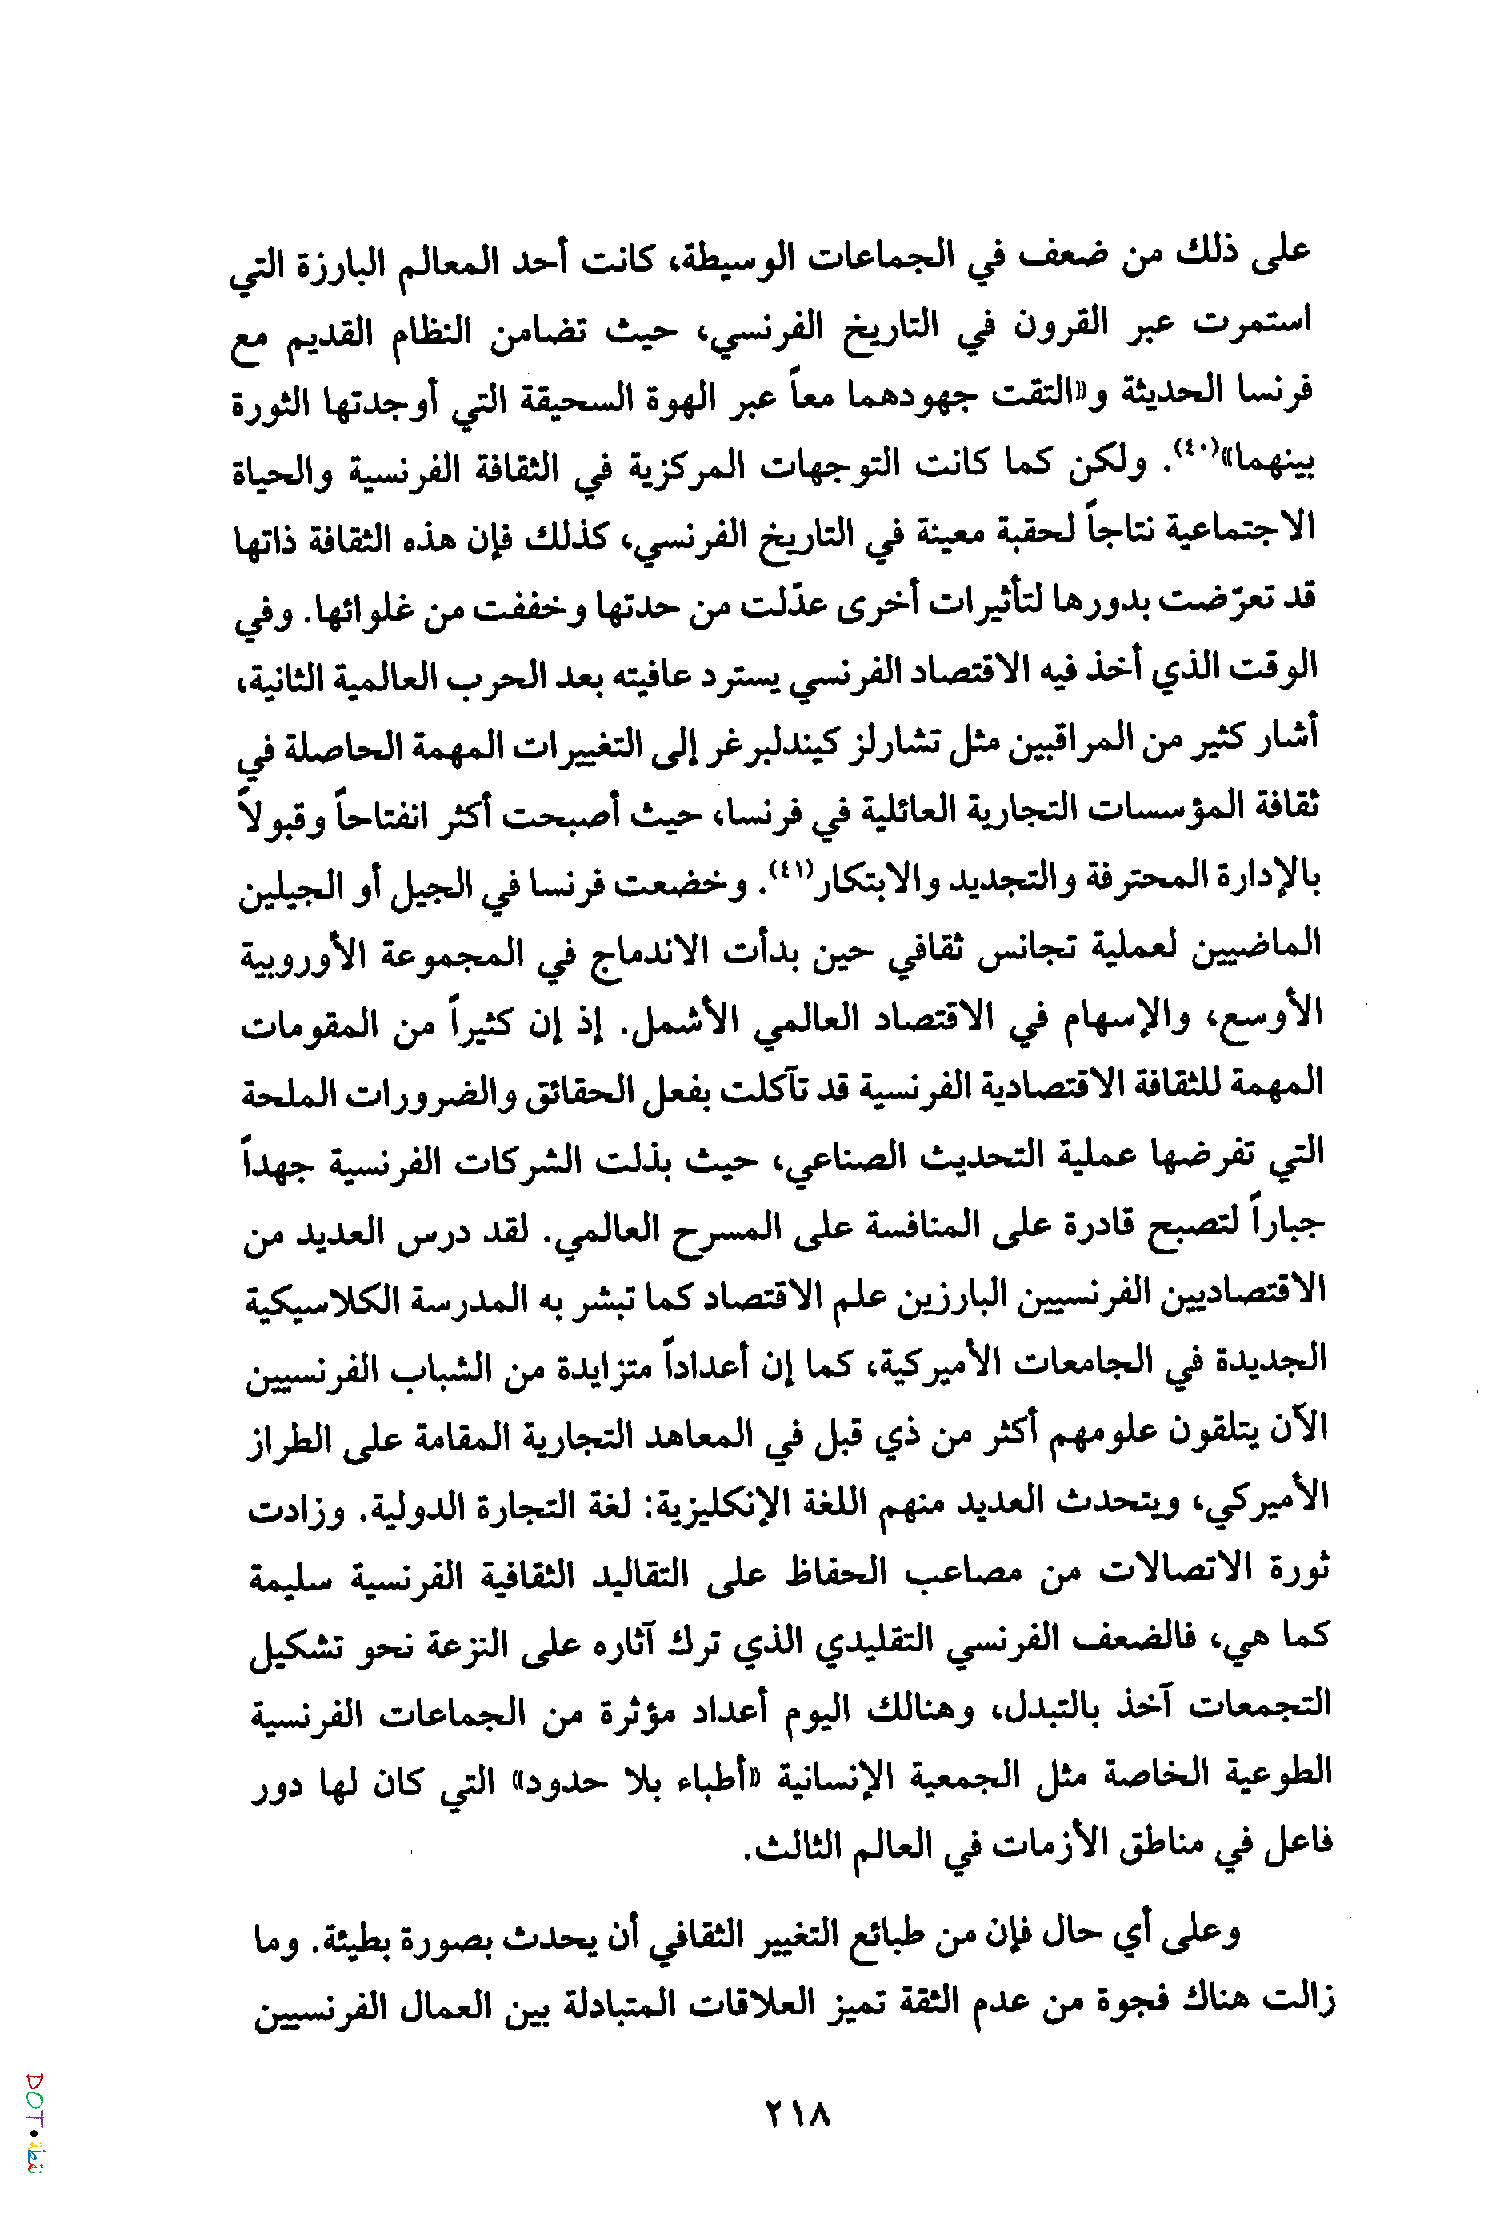 على ذلك من ضعف في الجماعات الوسيطة، كانت أحد المعالم البارزة التي
استمرت عبر القرون في التاريخ الفرنسي، حيث تضامن النظام القديم مع
فرنسا الحديثة و«التقت جهودهما معاً عبر الهوة السحيقة التي أوجدتها الثورة
بينهما»(٤٠). ولكن كما كانت التوجهات المركزية في الثقافة الفرنسية والحياة
الاجتماعية نتاجاً لحقبة معينة في التاريخ الفرنسي، كذلك فإن هذه الثقافة ذاتها
قد تعرّضت بدورها لتأثيرات أخرى عدّلت من حدتها وخففت من غلوائها. وفي
الوقت الذي أخذ فيه الاقتصاد الفرنسي يسترد عافيته بعد الحرب العالمية الثانية،
أشار كثير من المراقبين مثل تشارلز كيندلبرغر إلى التغييرات المهمة الحاصلة في
ثقافة المؤسسات التجارية العائلية في فرنسا، حيث أصبحت أكثر انفتاحاً وقبولاً
بالإدارة المحترفة والتجديد والابتكار(٤١). وخضعت فرنسا في الجيل أو الجيلين
الماضيين لعملية تجانس ثقافي حين بدأت الاندماج في المجموعة الأوروبية
الأوسع، والإسهام في الاقتصاد العالمي الأشمل. إذ إن كثيراً من المقومات
المهمة للثقافة الاقتصادية الفرنسية قد تآكلت بفعل الحقائق والضرورات الملحة
التي تفرضها عملية التحديث الصناعي، حيث بذلت الشركات الفرنسية جهداً
جباراً لتصبح قادرة على المنافسة على المسرح العالمي. لقد درس العديد من
الاقتصاديين الفرنسيين البارزين علم الاقتصاد كما تبشر به المدرسة الكلاسيكية
الجديدة في الجامعات الأميركية، كما إن أعداداً متزايدة من الشباب الفرنسيين
الآن يتلقون علومهم أكثر من ذي قبل في المعاهد التجارية المقامة على الطراز
الأميركي، ويتحدث العديد منهم اللغة الإنكليزية: لغة التجارة الدولية. وزادت
ثورة الاتصالات من مصاعب الحفاظ على التقاليد الثقافية الفرنسية سليمة
كما هي، فالضعف الفرنسي التقليدي الذي ترك آثاره على النزعة نحو تشكيل
التجمعات آخذ بالتبدل، وهنالك اليوم أعداد مؤثرة من الجماعات الفرنسية
الطوعية الخاصة مثل الجمعية الإنسانية «أطباء بلا حدود» التي كان لها دور
فاعل في مناطق الأزمات في العالم الثالث.
وعلى أي حال فإن من طبائع التغيير الثقافي أن يحدث بصورة بطيئة. وما
زالت هناك فجوة من عدم الثقة تميز العلاقات المتبادلة بين العمال الفرنسيين
٢١٨
DOT•نقطة